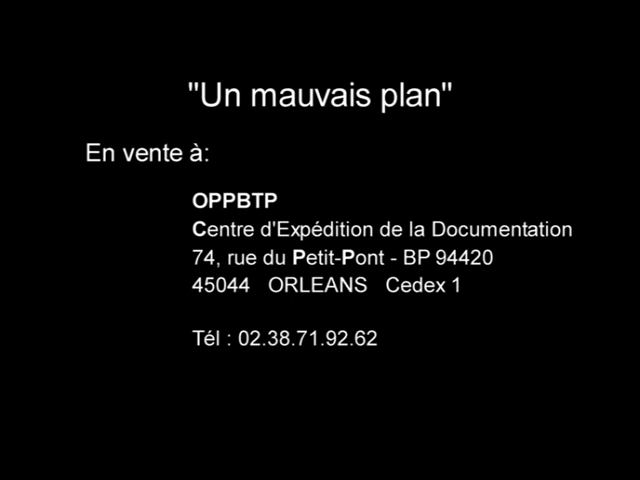 "Un mauvais plan"
En vente à:
OPPBTP
Centre d'Expédition de la Documentation
74, rue du Petit-Pont - BP 94420
45044 ORLEANS Cedex 1
Tél : 02.38.71.92.62